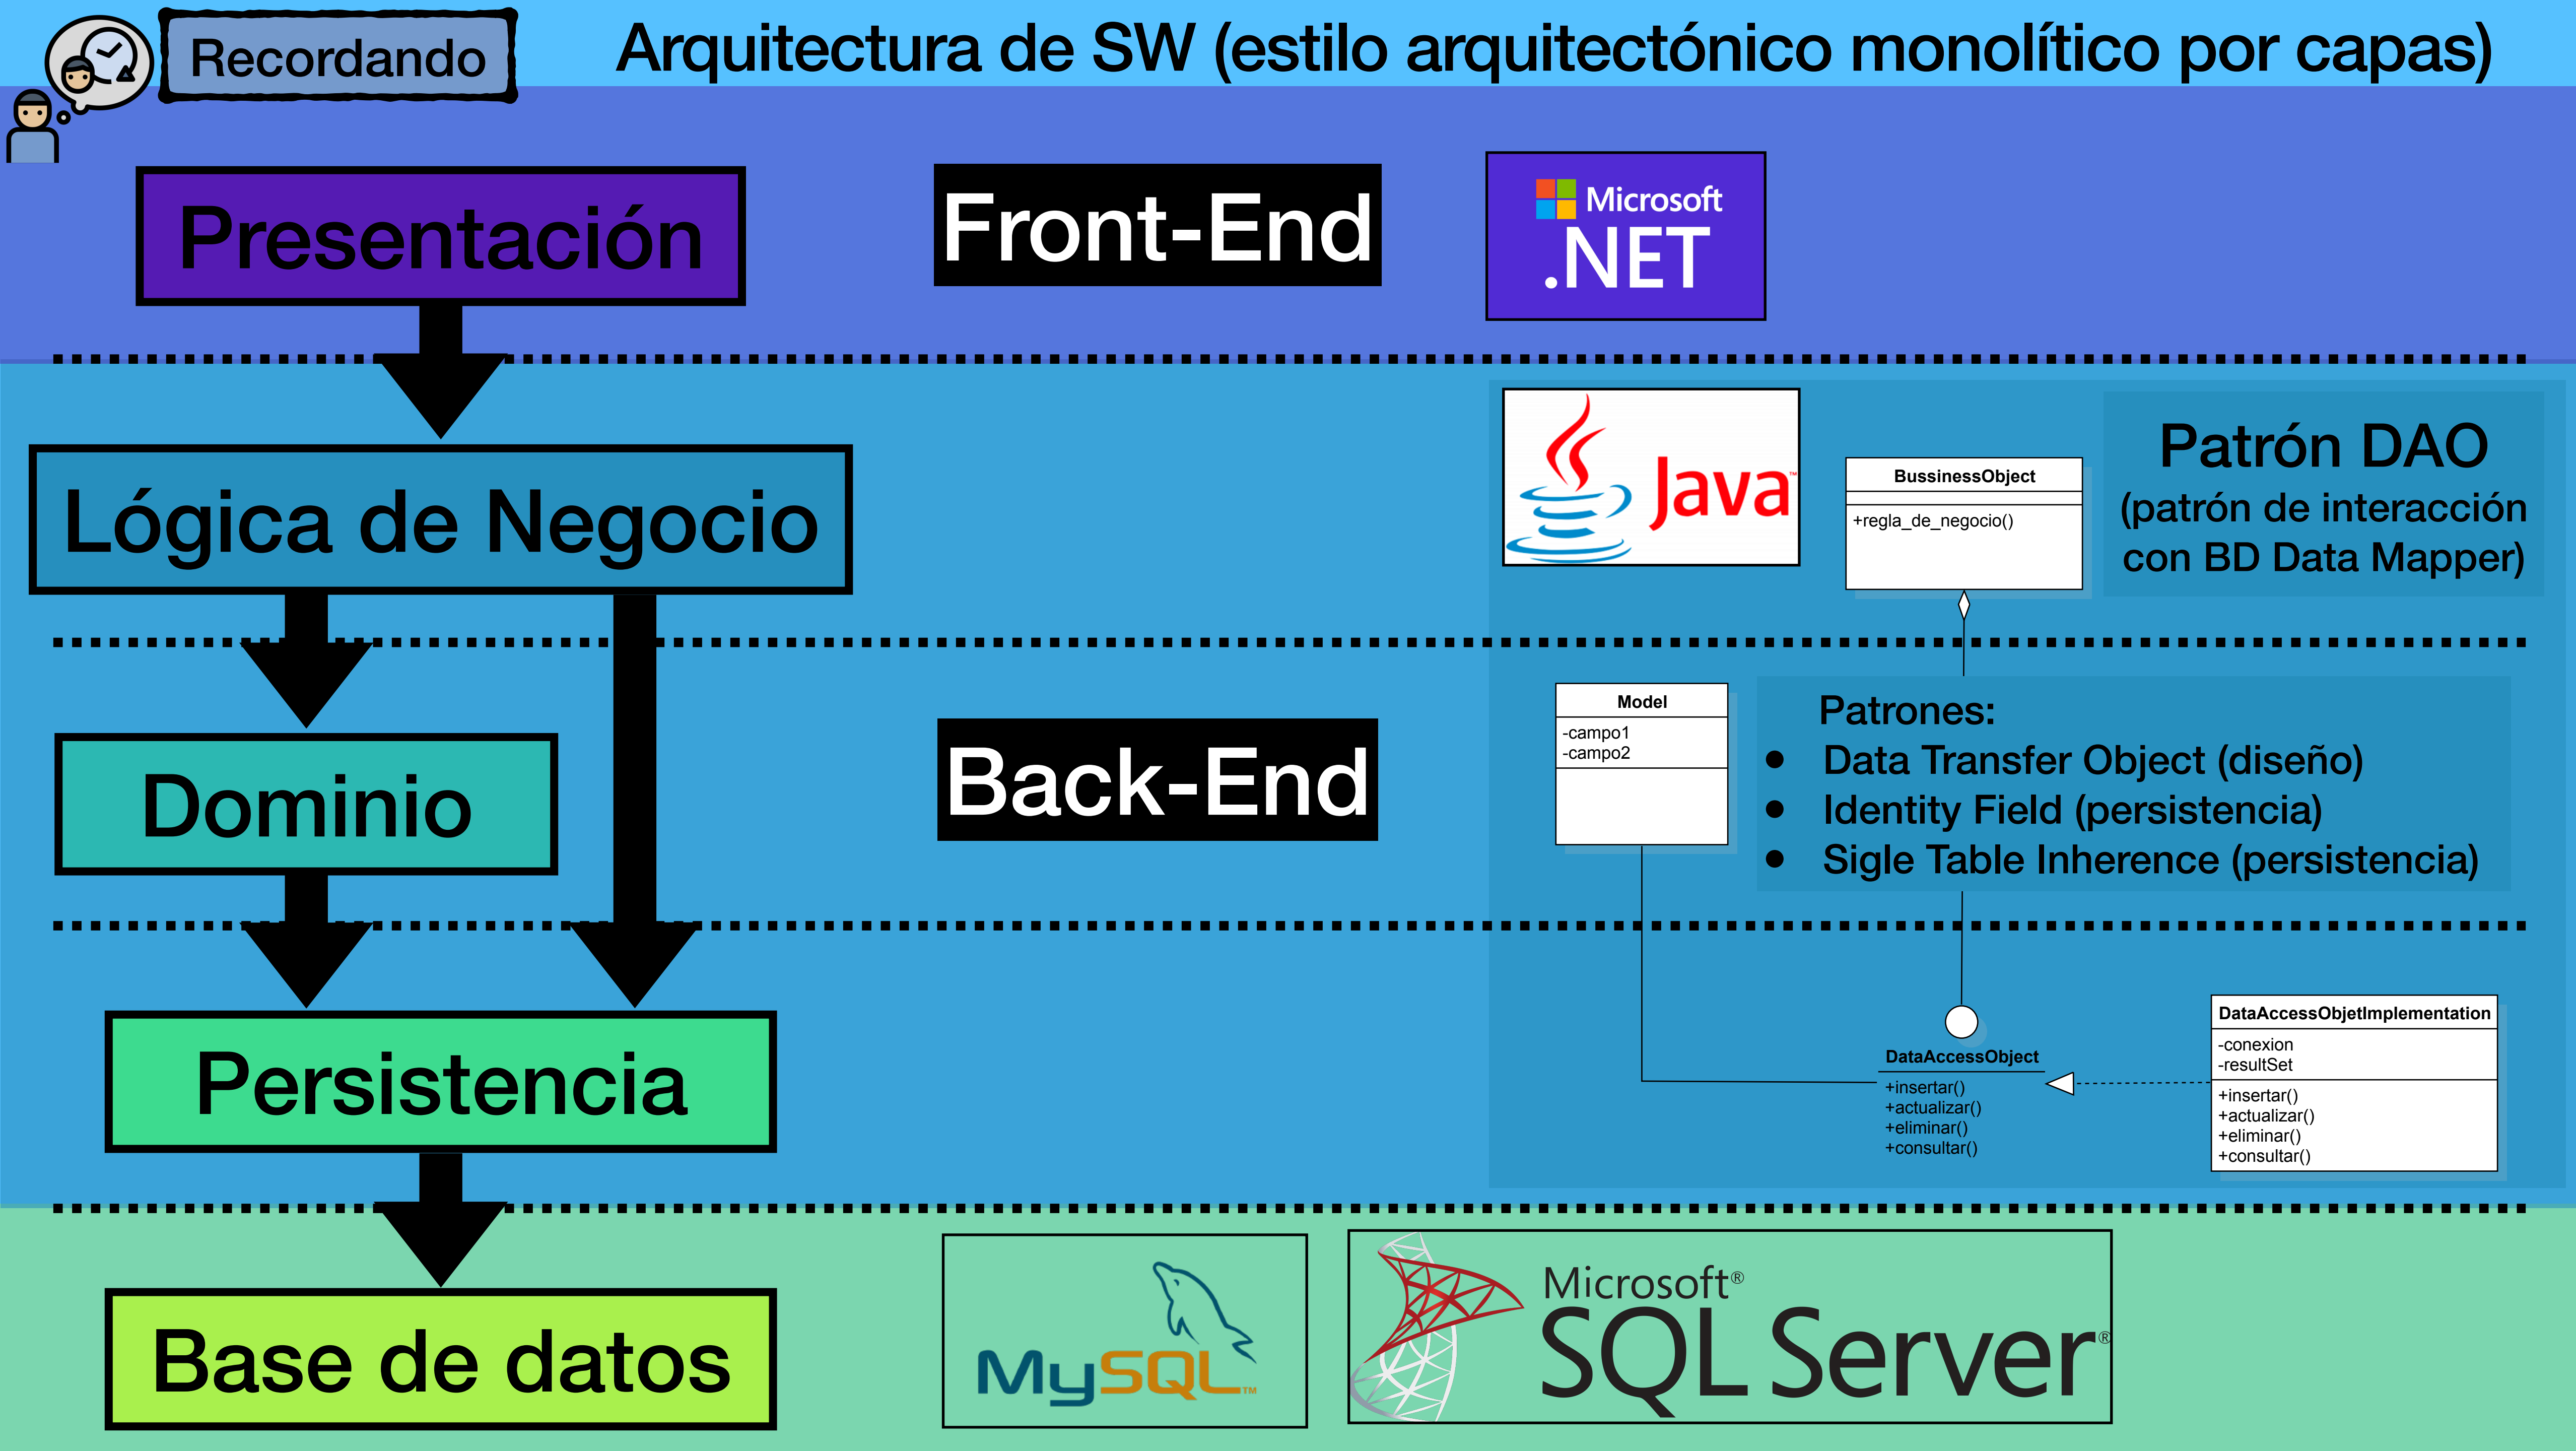 Recordando
Arquitectura de SW (estilo arquitectónico monolítico por capas)
Presentación
Front-End
Microsoft
.NET
Lógica de Negocio
Java™
BussinessObject
+regla_de_negocio()
Patrón DAO
(patrón de interacción
con BD Data Mapper)
Dominio
Back-End
Model
-campo1
-campo2
Patrones:
• Data Transfer Object (diseño)
• Identity Field (persistencia)
• Sigle Table Inherence (persistencia)
Persistencia
DataAccessObject
+insertar()
+actualizar()
+eliminar()
+consultar()
DataAccessObjetImplementation
-conexion
-resultSet
+insertar()
+actualizar()
+eliminar()
+consultar()
Base de datos
MySQL™
Microsoft®
SQL Server®